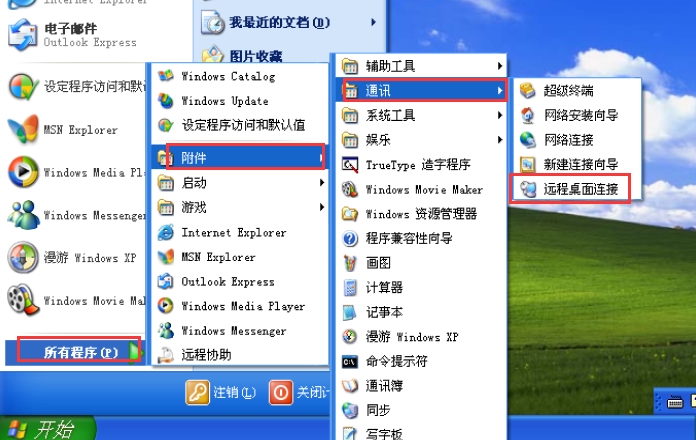 Internet Explorer
电子邮件
Outlook Express
设定程序访问和默认
MSN Explorer
Windows Media Pla
Windows Messenger
漫游 Windows XP
Windows Movie Mak
所有程序(P)
我最近的文档(D)
图片收藏
注销(L)
关闭计
开始
Windows Catalog
Windows Update
设定程序访问和默认值
附件
启动
游戏
Internet Explorer
MSN Explorer
Outlook Express
Windows Media Player
Windows Messenger
远程协助
辅助工具
通讯
系统工具
娱乐
TrueType 造字程序
Windows Movie Maker
Windows 资源管理器
程序兼容性向导
画图
计算器
记事本
漫游 Windows XP
命令提示符
通讯簿
同步
写字板
超级终端
网络安装向导
网络连接
新建连接向导
远程桌面连接